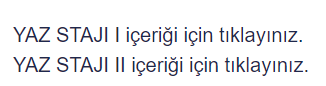 YAZ STAJI I içeriği için tıklayınız.
YAZ STAJI II içeriği için tıklayınız.